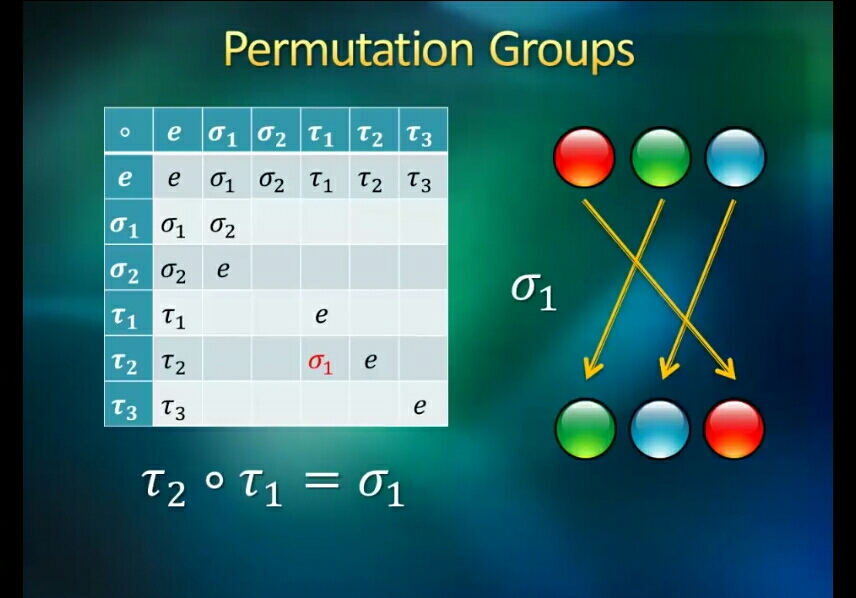 Permutation Groups
∘ e σ₁ σ₂ τ₁ τ₂ τ₃
e e σ₁ σ₂ τ₁ τ₂ τ₃
σ₁ σ₁ σ₂
σ₂ σ₂ e
τ₁ τ₁ e
τ₂ τ₂ σ₁ e
τ₃ τ₃ e
σ₁
τ₂ ∘ τ₁ = σ₁